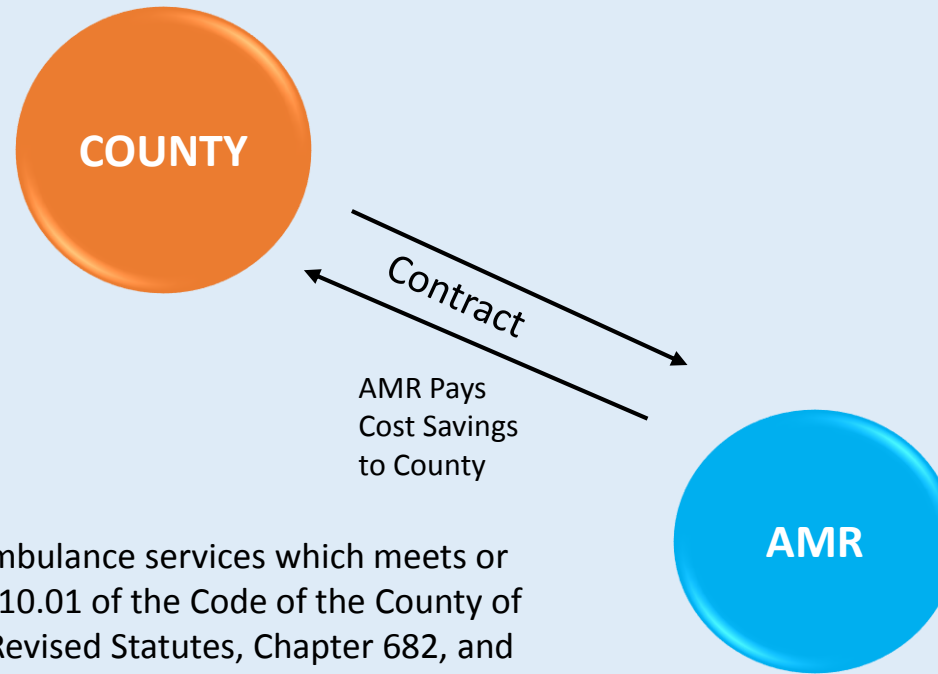 COUNTY
Contract
AMR Pays
Cost Savings
to County
AMR
mbulance services which meets or
10.01 of the Code of the County of
Revised Statutes, Chapter 682, and